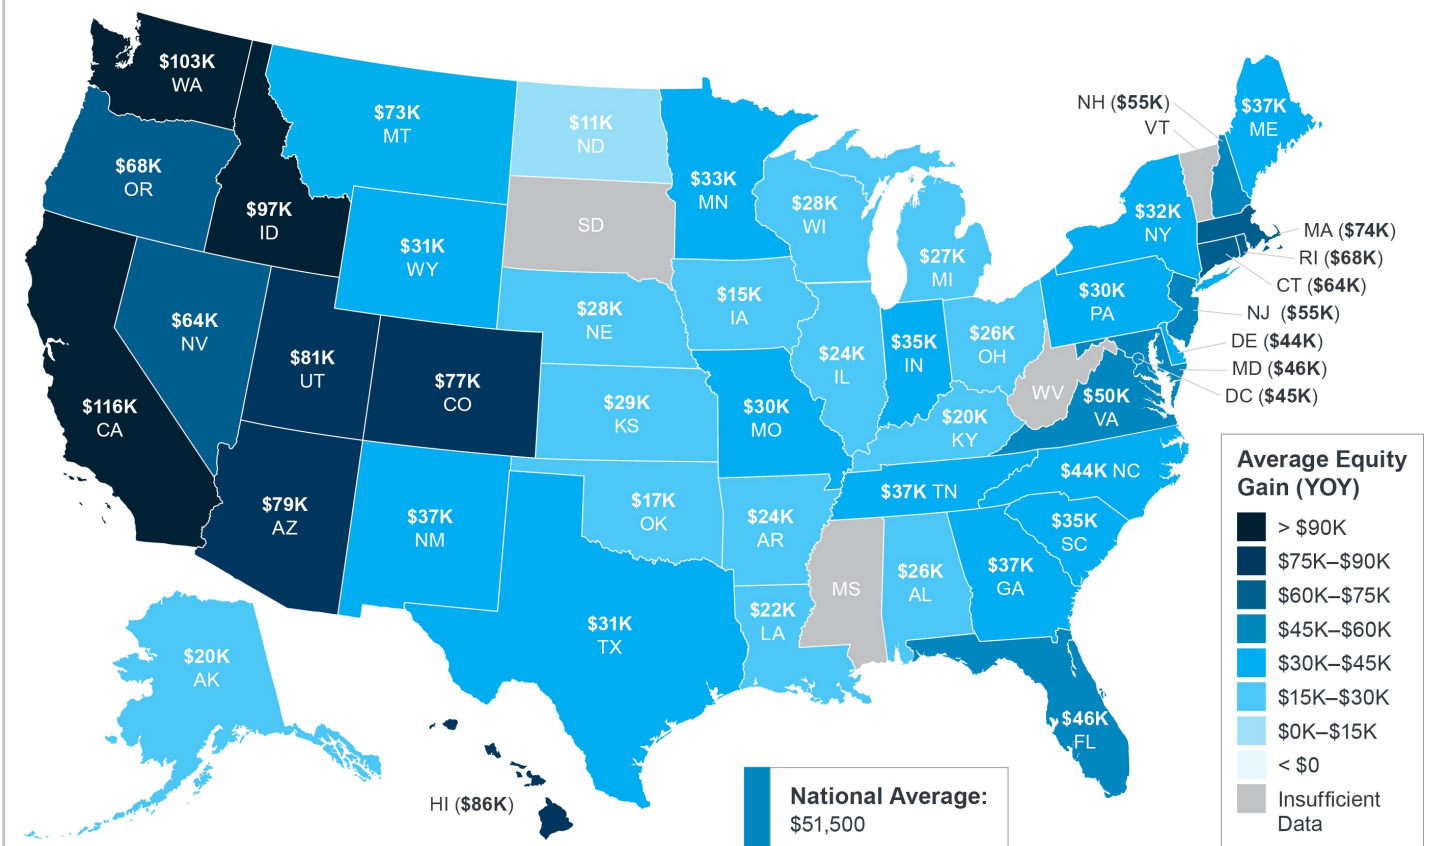 $103K
WA
$73K
MT
$11K
ND
$33K
MN
NH ($55K)
VT
$37K
ME
$68K
OR
$97K
ID
$31K
WY
SD
$28K
WI
$27K
MI
$32K
NY
MA ($74K)
RI ($68K)
CT ($64K)
NJ ($55K)
DE ($44K)
MD ($46K)
DC ($45K)
$64K
NV
$81K
UT
$77K
CO
$28K
NE
$15K
IA
$24K
IL
$35K
IN
$26K
OH
$30K
PA
WV
$50K
VA
$116K
CA
$29K
KS
$30K
MO
$20K
KY
$79K
AZ
$37K
NM
$17K
OK
$24K
AR
$37K TN
$44K NC
$35K
SC
$31K
TX
$22K
LA
MS
$26K
AL
$37K
GA
$46K
FL
$20K
AK
HI ($86K)
National Average:
$51,500
Average Equity
Gain (YOY)
> $90K
$75K–$90K
$60K–$75K
$45K–$60K
$30K–$45K
$15K–$30K
$0K–$15K
< $0
Insufficient
Data